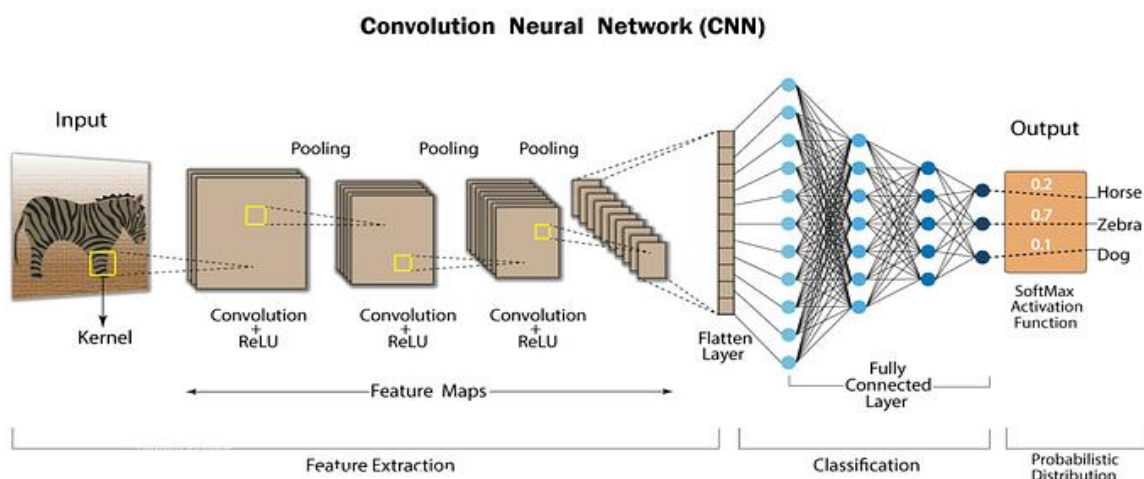 Convolution Neural Network (CNN)
Input
Pooling
Pooling
Pooling
Output
0.2
Horse
0.7
Zebra
0.1
Dog
Kernel
Convolution
+
ReLU
Convolution
+
ReLU
Convolution
+
ReLU
Flatten
Layer
SoftMax
Activation
Function
Feature Maps
Fully
Connected
Layer
Feature Extraction
Classification
Probabilistic
Distribution